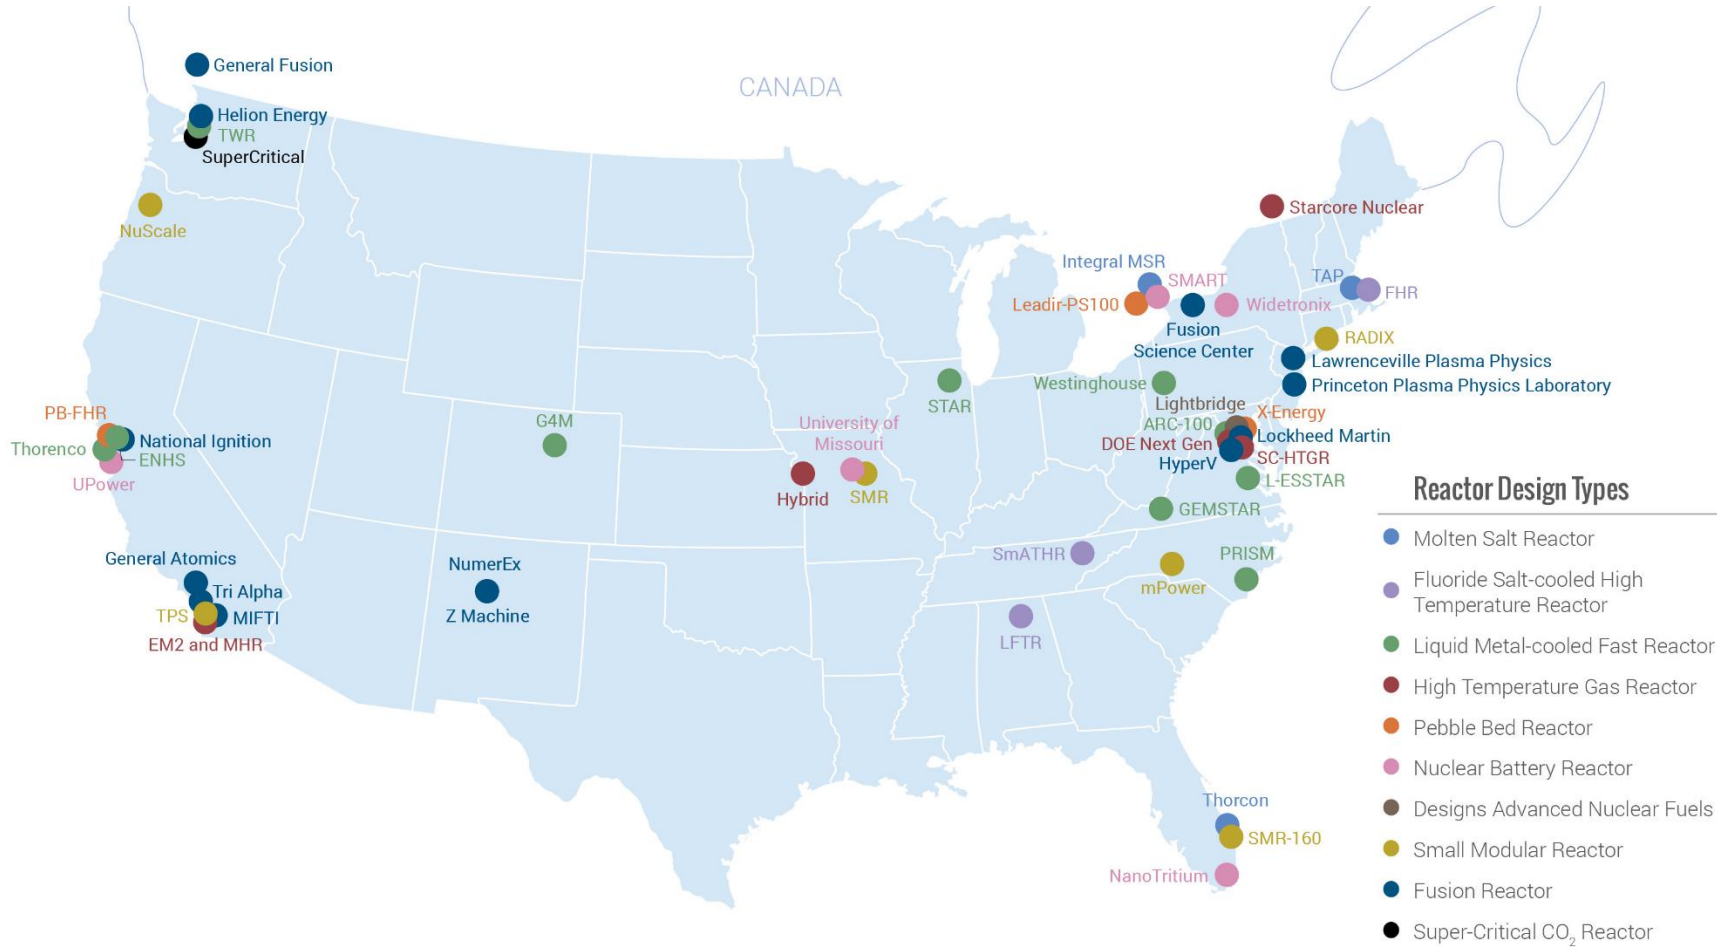 CANADA
General Fusion
Helion Energy
TWR
SuperCritical
NuScale
Starcore Nuclear
Integral MSR
SMART
TAP
FHR
Leadir-PS100
Widetronix
Fusion
Science Center
RADIX
Lawrenceville Plasma Physics
Princeton Plasma Physics Laboratory
Westinghouse
STAR
Lightbridge
X-Energy
ARC-100
Lockheed Martin
DOE Next Gen
SC-HTGR
HyperV
L-ESSTAR
PB-FHR
National Ignition
Thorenco
ENHS
UPower
G4M
University of
Missouri
Hybrid
SMR
GEMSTAR
SmATHR
PRISM
mPower
LFTR
General Atomics
Tri Alpha
TPS
MIFTI
EM2 and MHR
NumerEx
Z Machine
Thorcon
SMR-160
NanoTritium
Reactor Design Types
Molten Salt Reactor
Fluoride Salt-cooled High
Temperature Reactor
Liquid Metal-cooled Fast Reactor
High Temperature Gas Reactor
Pebble Bed Reactor
Nuclear Battery Reactor
Designs Advanced Nuclear Fuels
Small Modular Reactor
Fusion Reactor
Super-Critical CO₂ Reactor